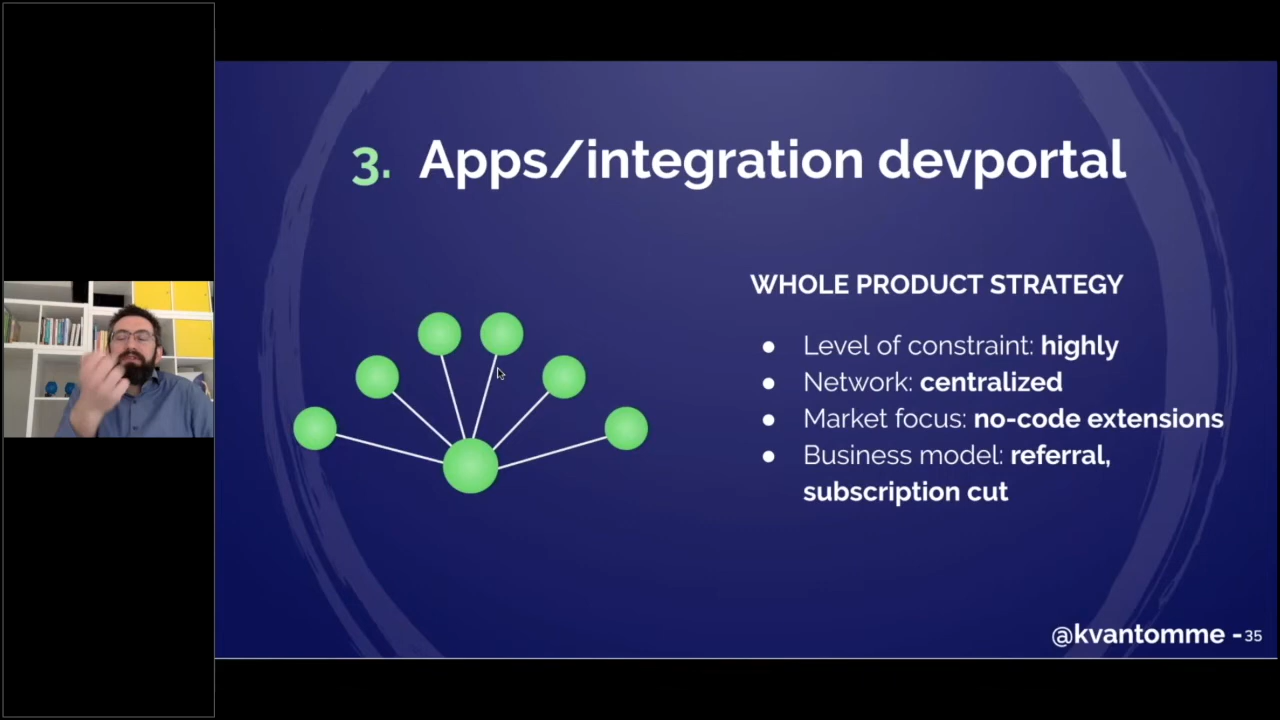 3. Apps/integration devportal
WHOLE PRODUCT STRATEGY
● Level of constraint: highly
● Network: centralized
● Market focus: no-code extensions
● Business model: referral,
subscription cut
@kvantomme - 35